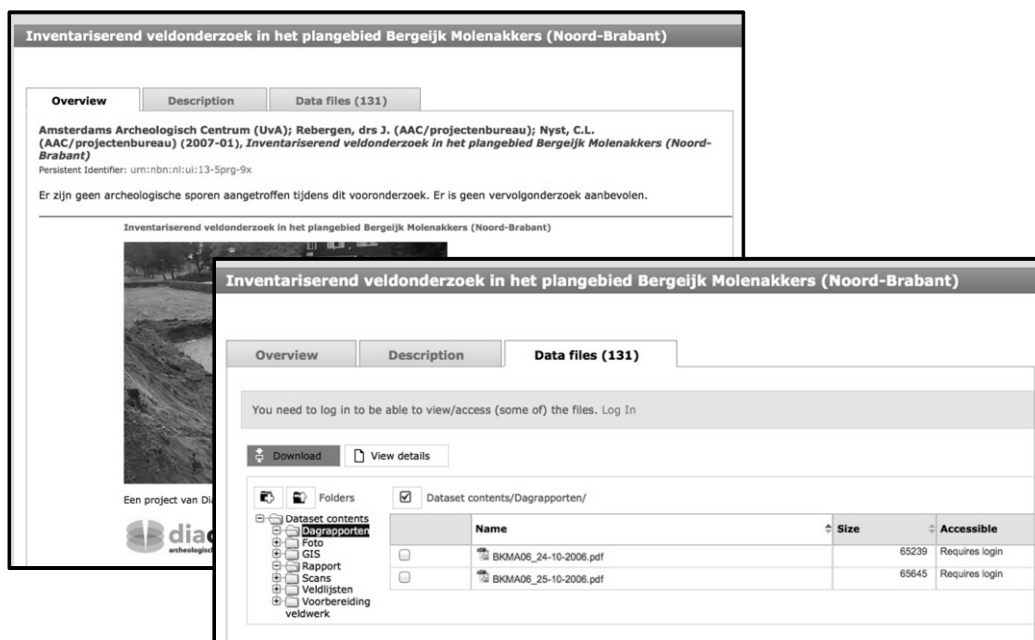 Inventariserend veldonderzoek in het plangebied Bergeijk Molenakkers (Noord-Brabant)
Overview
Description
Data files (131)
Amsterdams Archeologisch Centrum (UvA); Rebergen, drs J. (AAC/projectenbureau); Nyst, C.L.
(AAC/projectenbureau) (2007-01), Inventariserend veldonderzoek in het plangebied Bergeijk Molenakkers (Noord-
Brabant)
Persistent Identifier: urn:nbn:nl:ui:13-5prg-9x
Er zijn geen archeologische sporen aangetroffen tijdens dit vooronderzoek. Er is geen vervolgonderzoek aanbevolen.
Inventariserend veldonderzoek in het plangebied Bergeijk Molenakkers (Noord-Brabant)
Een project van Di
dia
archeologisc
Inventariserend veldonderzoek in het plangebied Bergeijk Molenakkers (Noord-Brabant)
Overview
Description
Data files (131)
You need to log in to be able to view/access (some of) the files. Log In
Download
View details
Folders
Dataset contents/Dagrapporten/
Dataset contents
Dagrapporten
Foto
GIS
Rapport
Scans
Veldlijsten
Voorbereiding
veldwerk
Name Size Accessible
BKMA06_24-10-2006.pdf 65239 Requires login
BKMA06_25-10-2006.pdf 65645 Requires login